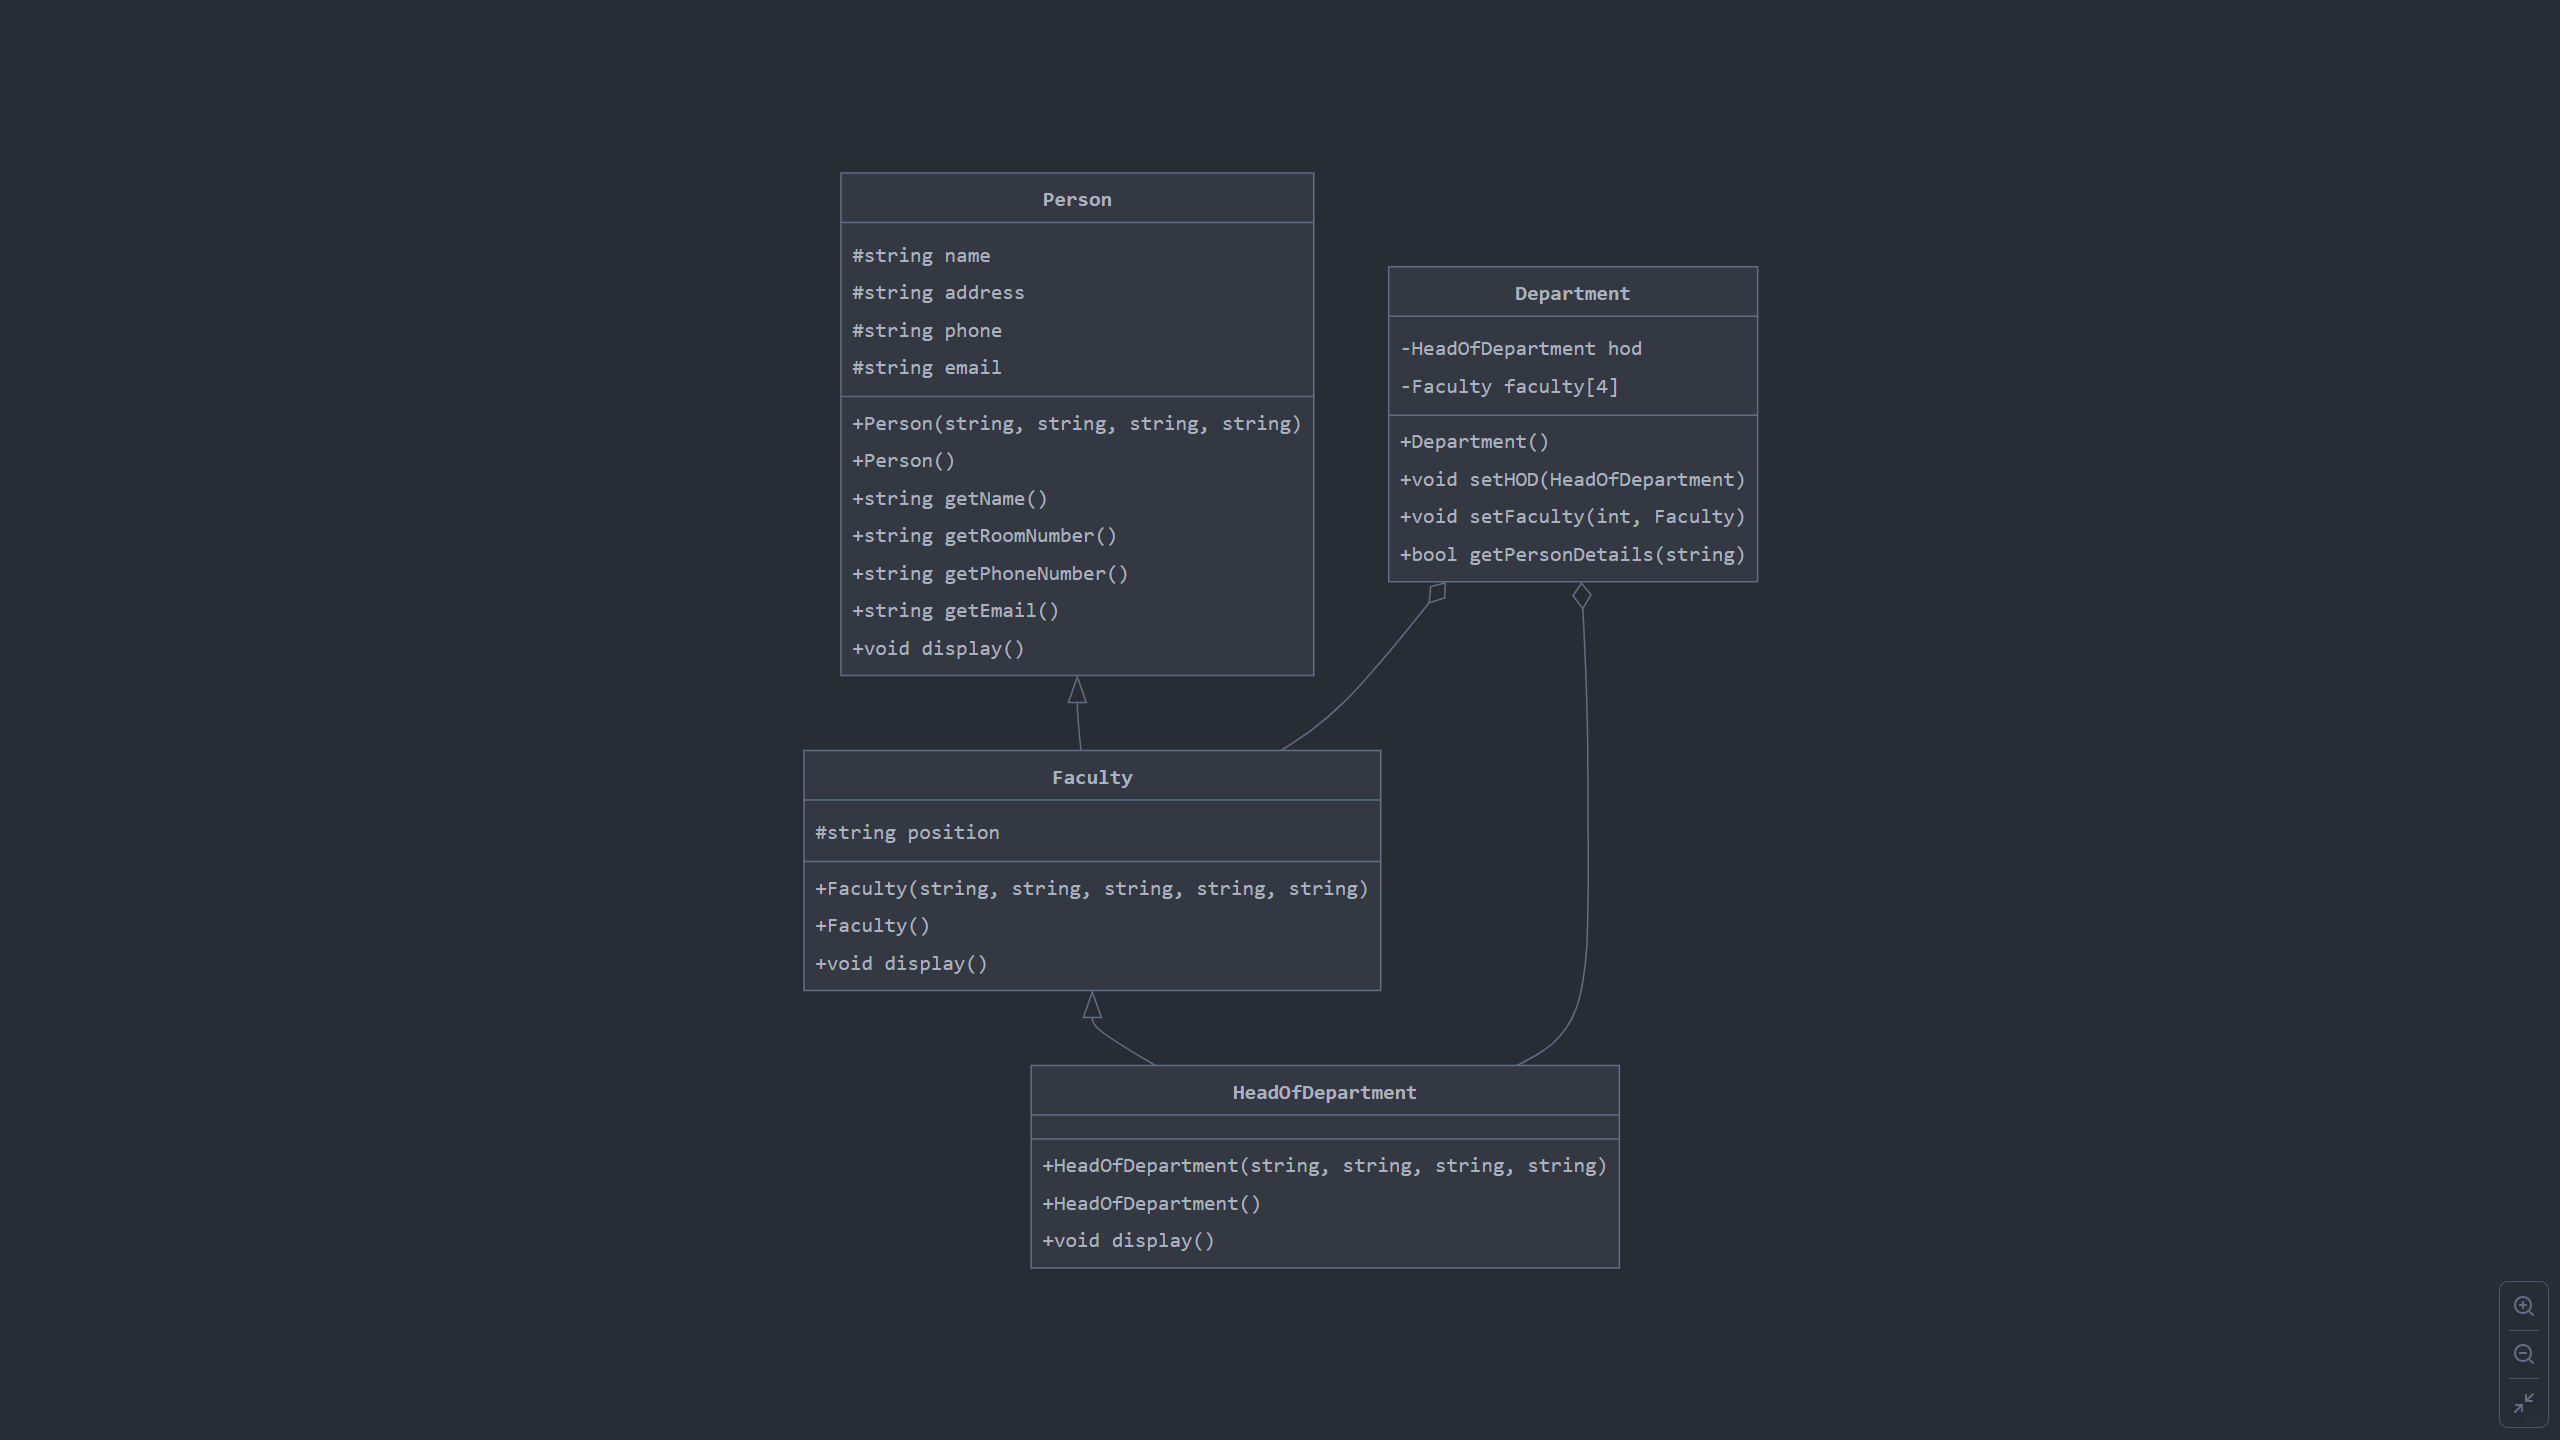 Person
#string name
#string address
#string phone
#string email
+Person(string, string, string, string)
+Person()
+string getName()
+string getRoomNumber()
+string getPhoneNumber()
+string getEmail()
+void display()
Department
-HeadOfDepartment hod
-Faculty faculty[4]
+Department()
+void setHOD(HeadOfDepartment)
+void setFaculty(int, Faculty)
+bool getPersonDetails(string)
Faculty
#string position
+Faculty(string, string, string, string, string)
+Faculty()
+void display()
HeadOfDepartment
+HeadOfDepartment(string, string, string, string)
+HeadOfDepartment()
+void display()